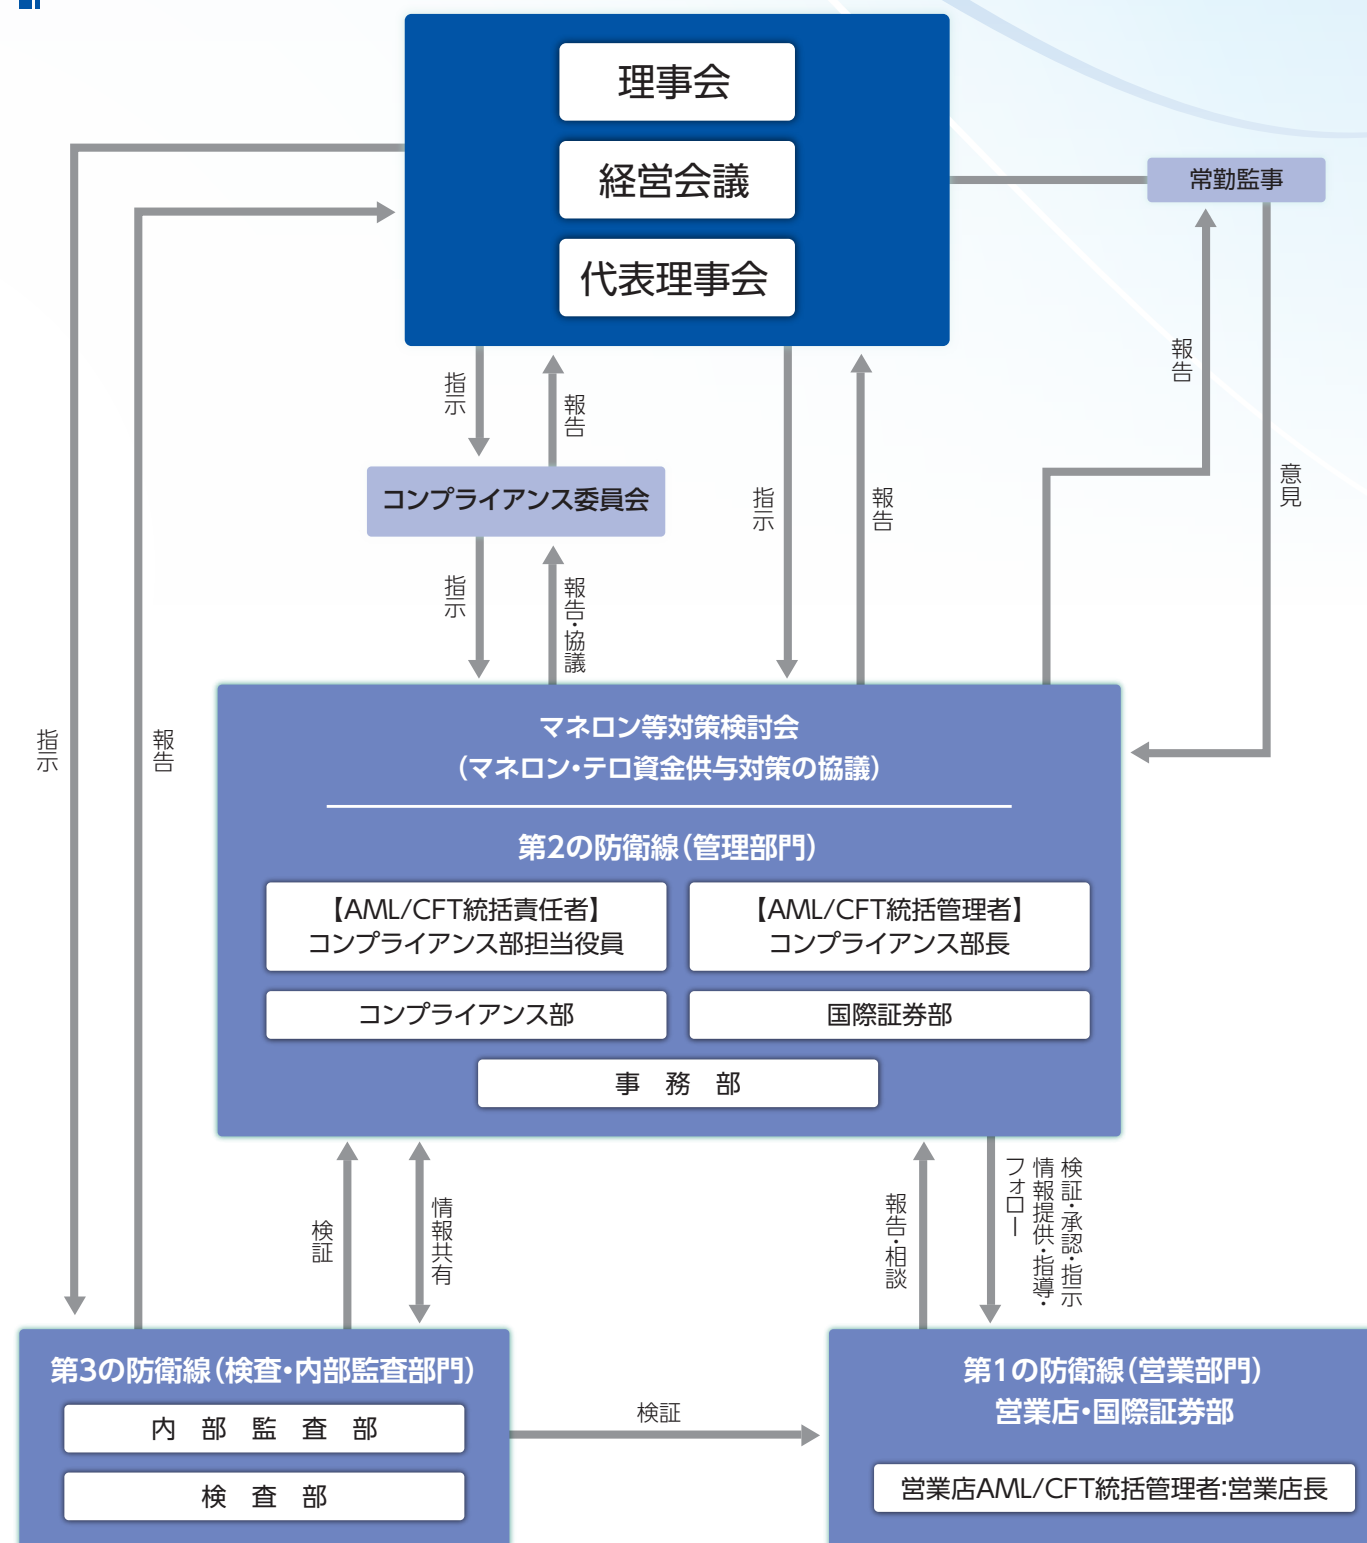 理事会
経営会議
代表理事会
常勤監事
指示
報告
報告
意見
コンプライアンス委員会
指示
報告
指示
報告・協議
指示
報告
マネロン等対策検討会
（マネロン・テロ資金供与対策の協議）
第2の防衛線（管理部門）
【AML/CFT統括責任者】
コンプライアンス部担当役員
【AML/CFT統括管理者】
コンプライアンス部長
コンプライアンス部
国際証券部
事　務　部
検証
情報共有
報告・相談
検証・承認・指示
情報提供・指導・
フォロー
第3の防衛線（検査・内部監査部門）
内　部　監　査　部
検　査　部
検証
第1の防衛線（営業部門）
営業店・国際証券部
営業店AML/CFT統括管理者：営業店長